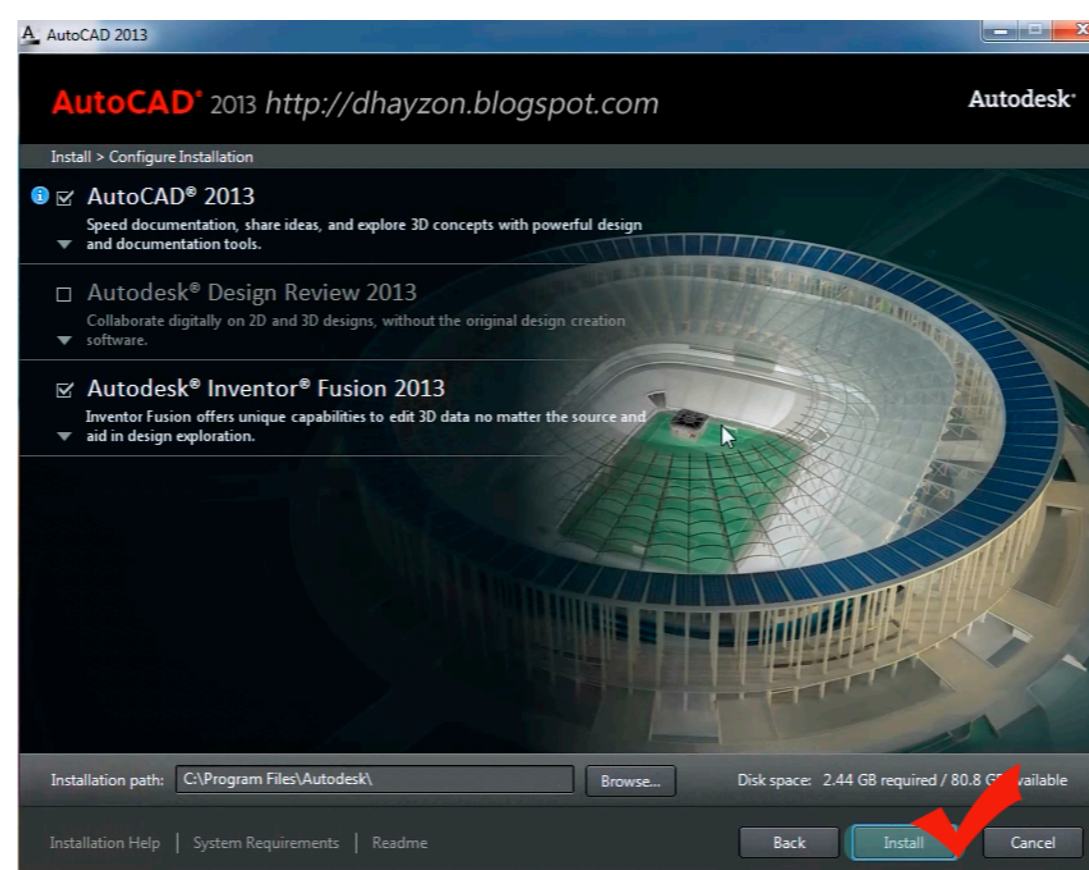 AutoCAD 2013
AutoCAD® 2013 http://dhayzon.blogspot.com
Autodesk®
Install > Configure Installation
AutoCAD® 2013
Speed documentation, share ideas, and explore 3D concepts with powerful design
and documentation tools.
Autodesk® Design Review 2013
Collaborate digitally on 2D and 3D designs, without the original design creation
software.
Autodesk® Inventor® Fusion 2013
Inventor Fusion offers unique capabilities to edit 3D data no matter the source and
aid in design exploration.
Installation path: C:\Program Files\Autodesk\ Browse... Disk space: 2.44 GB required / 80.8 GB available
Installation Help | System Requirements | Readme Back Install Cancel